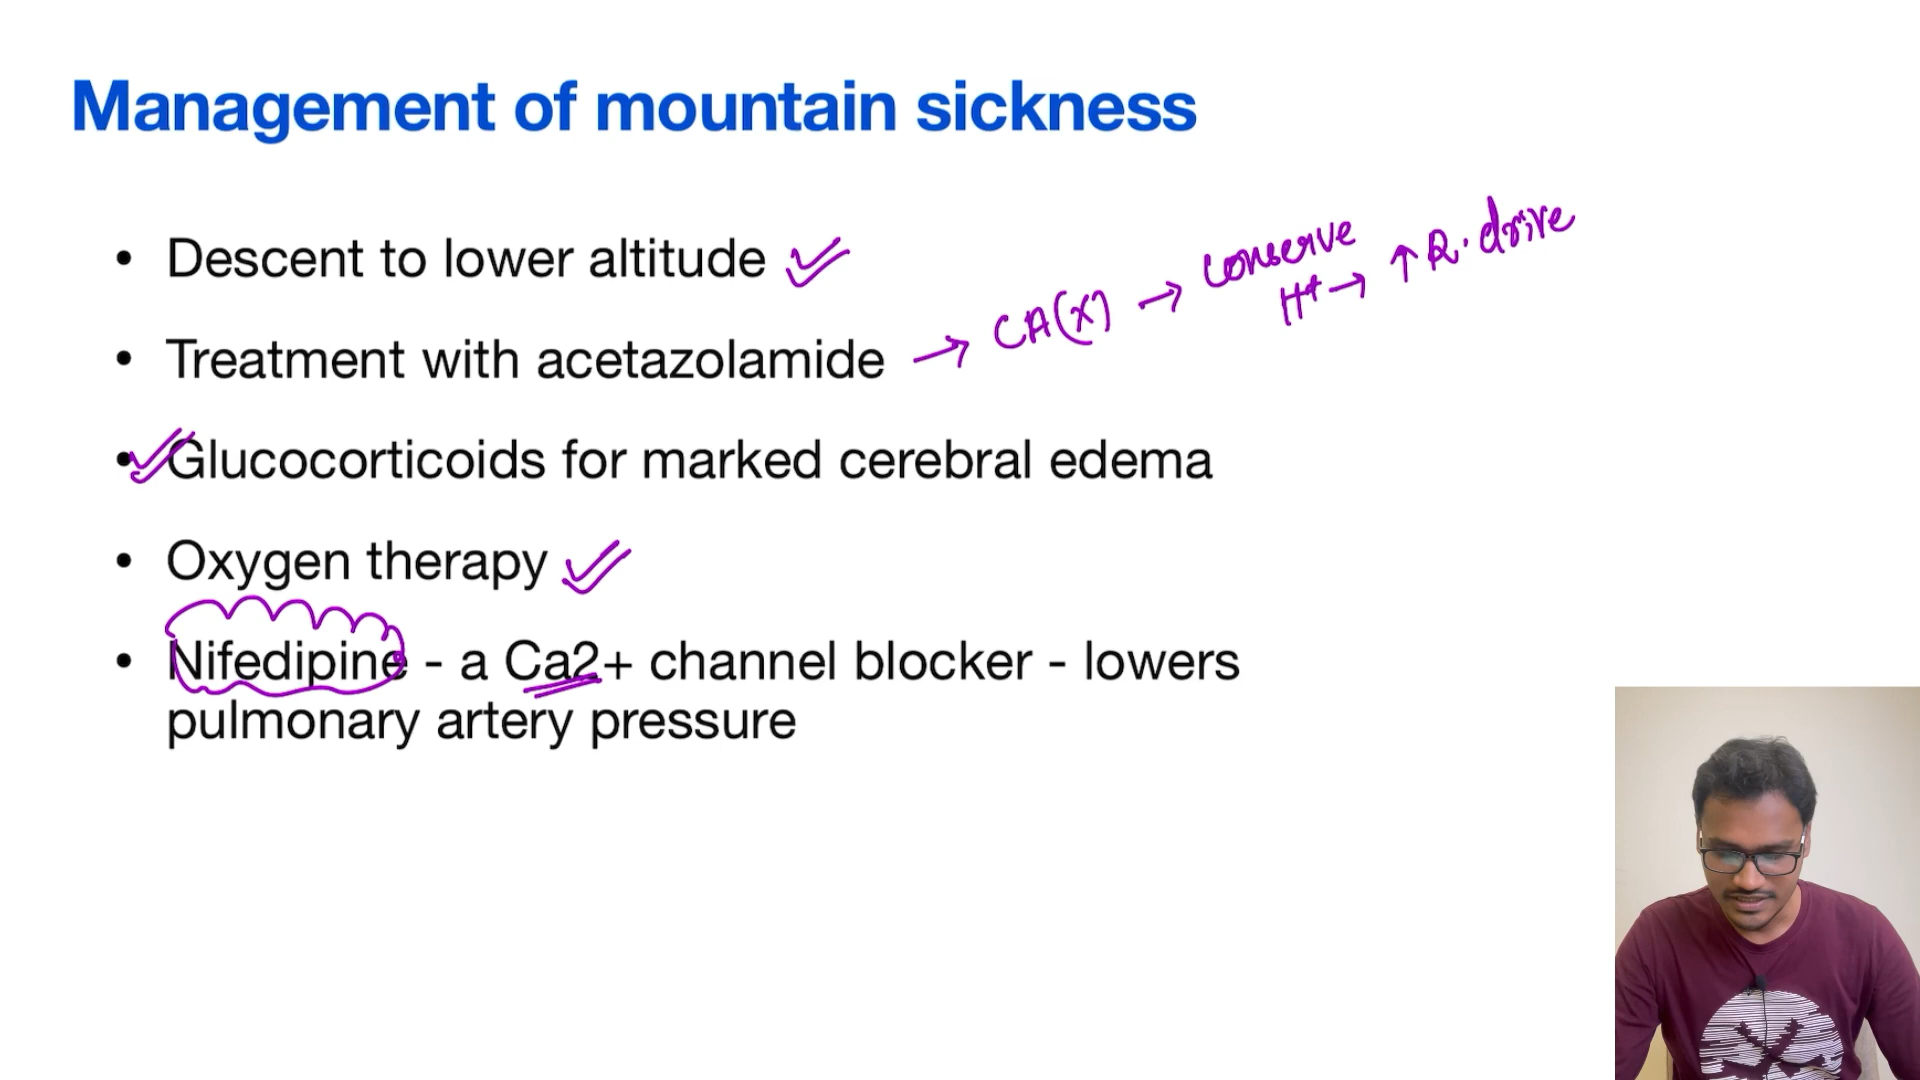 Management of mountain sickness
• Descent to lower altitude
• Treatment with acetazolamide → CA(X) → conserve H+ → ↑ R. drive
• Glucocorticoids for marked cerebral edema
• Oxygen therapy
• Nifedipine - a Ca2+ channel blocker - lowers
pulmonary artery pressure